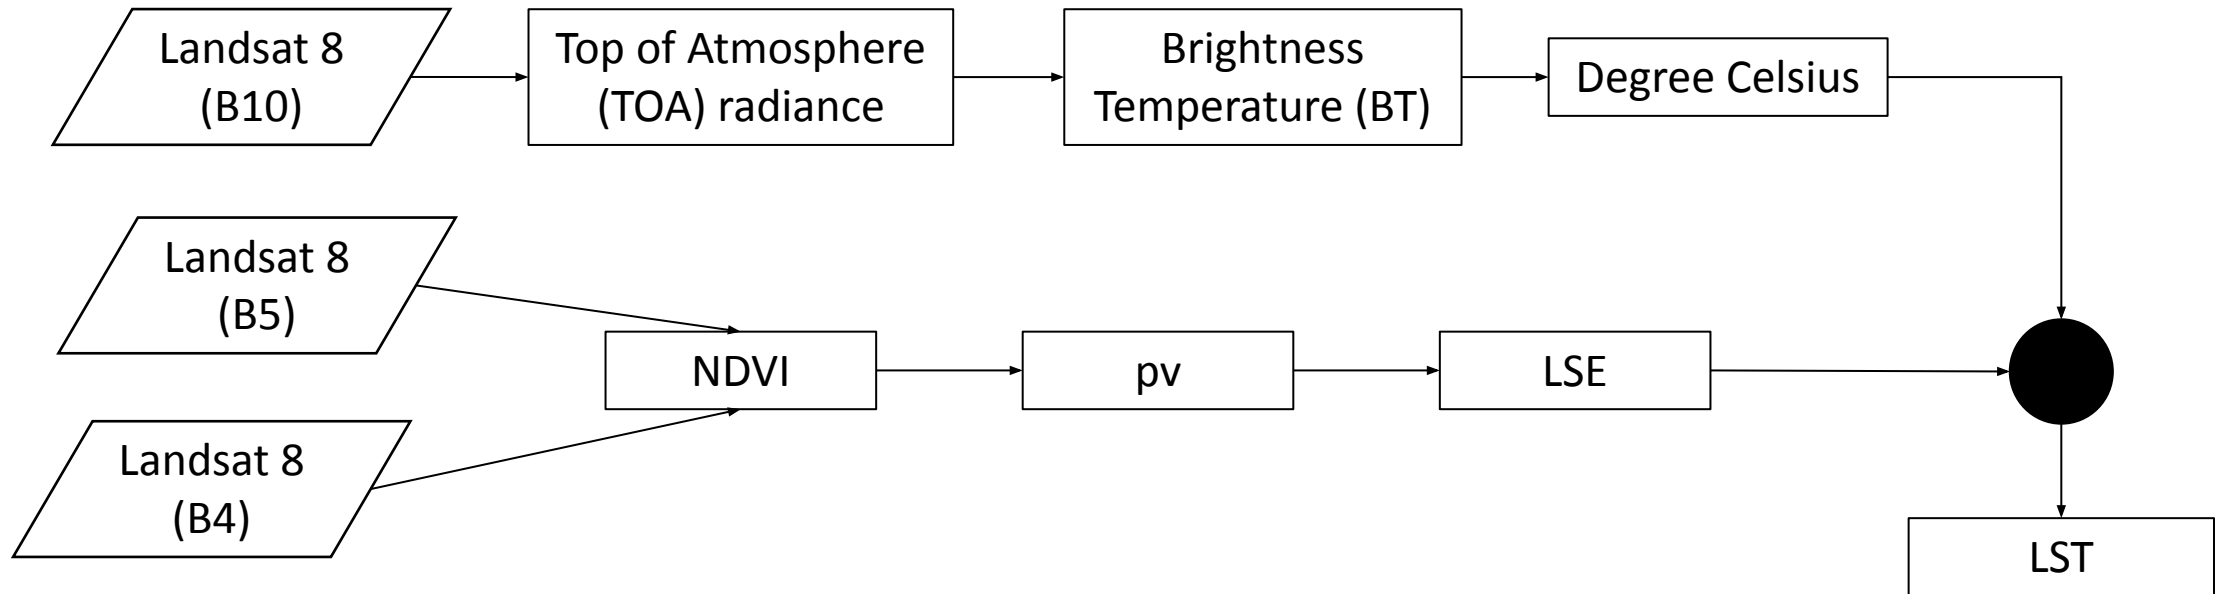 Landsat 8
(B10)
Top of Atmosphere
(TOA) radiance
Brightness
Temperature (BT)
Degree Celsius
Landsat 8
(B5)
NDVI
pv
LSE
Landsat 8
(B4)
LST